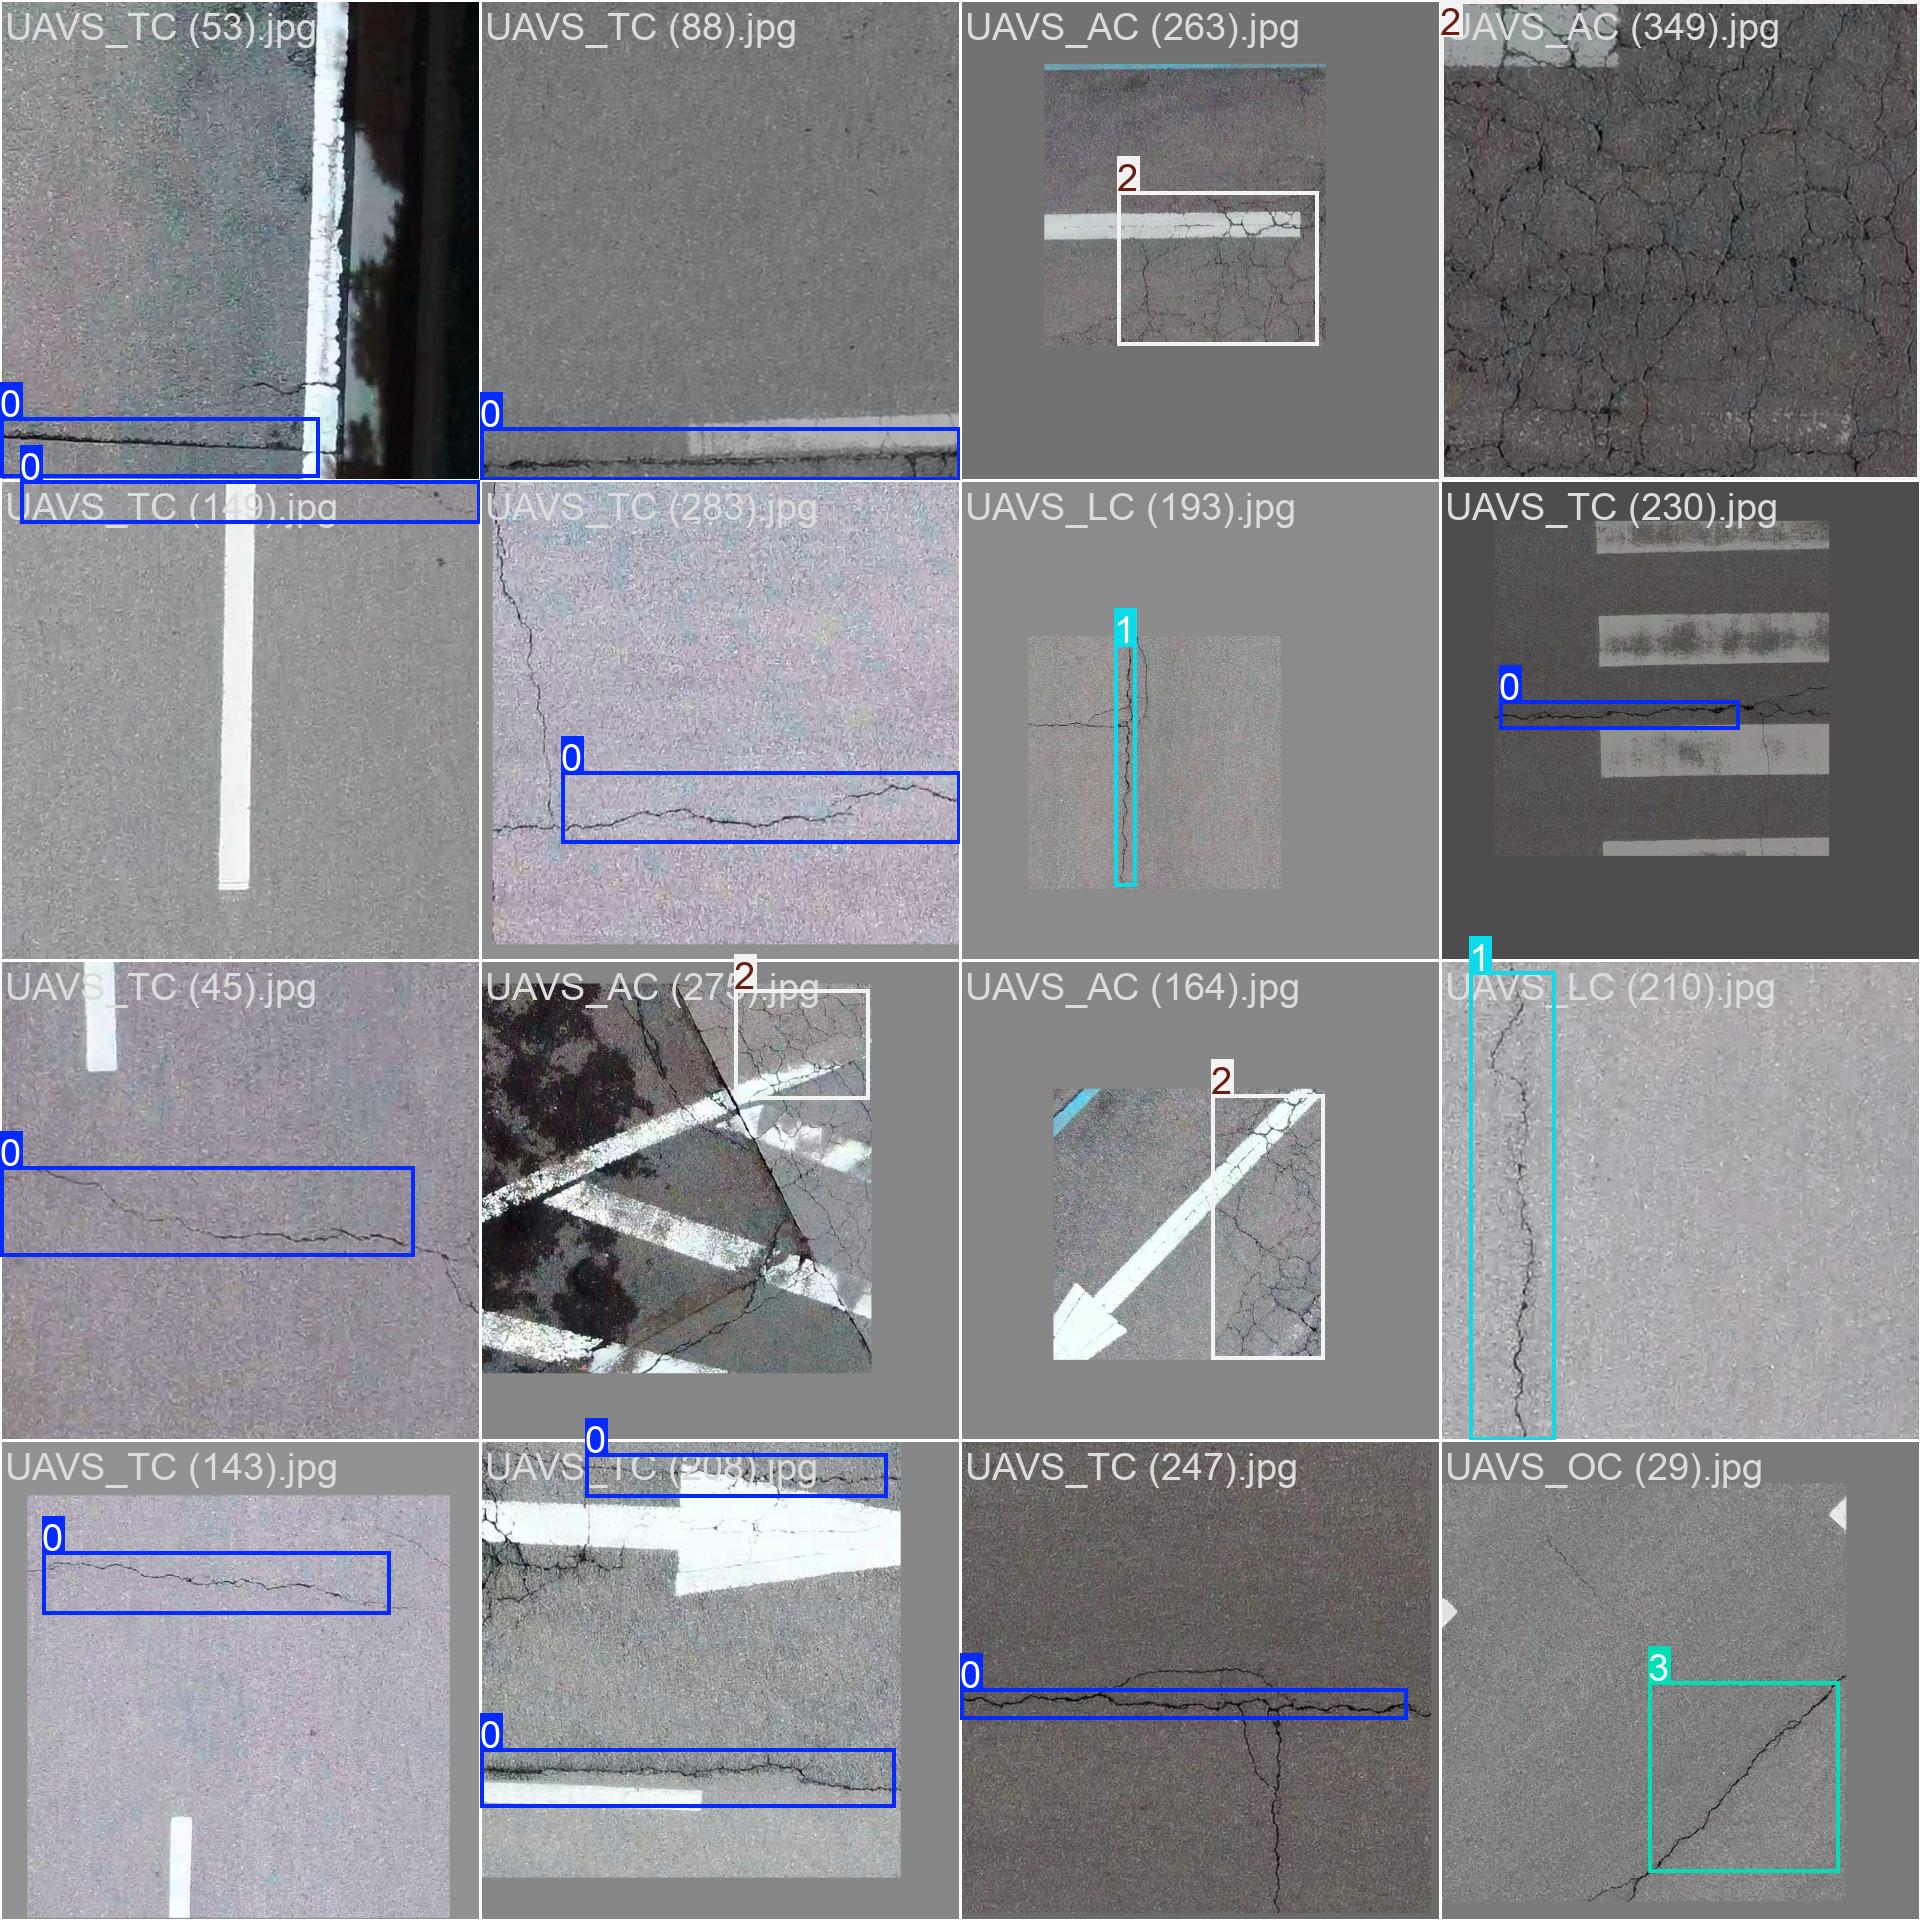 UAVS_TC (53).jpg
UAVS_TC (88).jpg
UAVS_AC (263).jpg
2
UAVS_AC (349).jpg
2
0
0
0
UAVS_TC (149).jpg
UAVS_TC (283).jpg
UAVS_LC (193).jpg
UAVS_TC (230).jpg
1
0
0
1
UAVS_TC (45).jpg
UAVS_AC (275).jpg
2
UAVS_AC (164).jpg
UAVS_LC (210).jpg
2
0
0
UAVS_TC (143).jpg
UAVS_TC (208).jpg
UAVS_TC (247).jpg
UAVS_OC (29).jpg
0
3
0
0